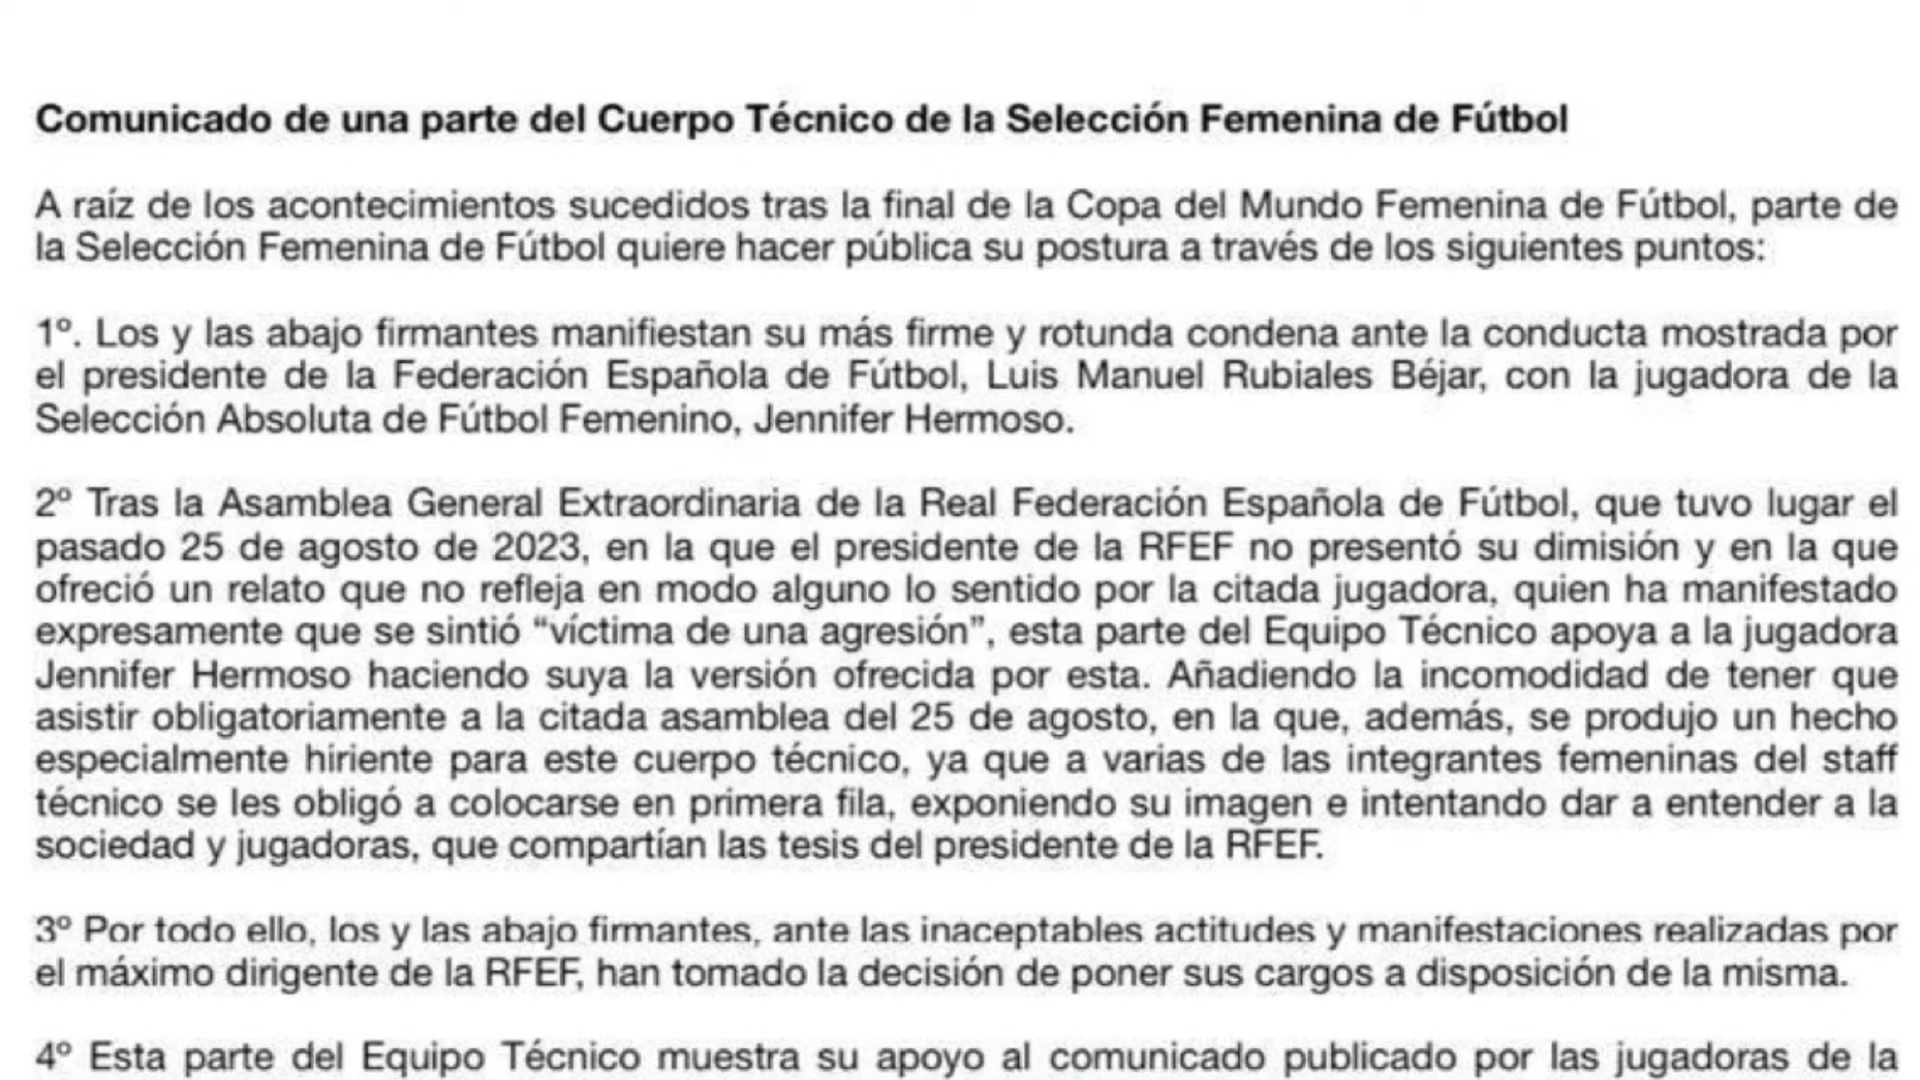 Comunicado de una parte del Cuerpo Técnico de la Selección Femenina de Fútbol
A raíz de los acontecimientos sucedidos tras la final de la Copa del Mundo Femenina de Fútbol, parte de
la Selección Femenina de Fútbol quiere hacer pública su postura a través de los siguientes puntos:
1º. Los y las abajo firmantes manifiestan su más firme y rotunda condena ante la conducta mostrada por
el presidente de la Federación Española de Fútbol, Luis Manuel Rubiales Béjar, con la jugadora de la
Selección Absoluta de Fútbol Femenino, Jennifer Hermoso.
2º Tras la Asamblea General Extraordinaria de la Real Federación Española de Fútbol, que tuvo lugar el
pasado 25 de agosto de 2023, en la que el presidente de la RFEF no presentó su dimisión y en la que
ofreció un relato que no refleja en modo alguno lo sentido por la citada jugadora, quien ha manifestado
expresamente que se sintió “víctima de una agresión”, esta parte del Equipo Técnico apoya a la jugadora
Jennifer Hermoso haciendo suya la versión ofrecida por esta. Añadiendo la incomodidad de tener que
asistir obligatoriamente a la citada asamblea del 25 de agosto, en la que, además, se produjo un hecho
especialmente hiriente para este cuerpo técnico, ya que a varias de las integrantes femeninas del staff
técnico se les obligó a colocarse en primera fila, exponiendo su imagen e intentando dar a entender a la
sociedad y jugadoras, que compartían las tesis del presidente de la RFEF.
3º Por todo ello, los y las abajo firmantes, ante las inaceptables actitudes y manifestaciones realizadas por
el máximo dirigente de la RFEF, han tomado la decisión de poner sus cargos a disposición de la misma.
4º Esta parte del Equipo Técnico muestra su apoyo al comunicado publicado por las jugadoras de la